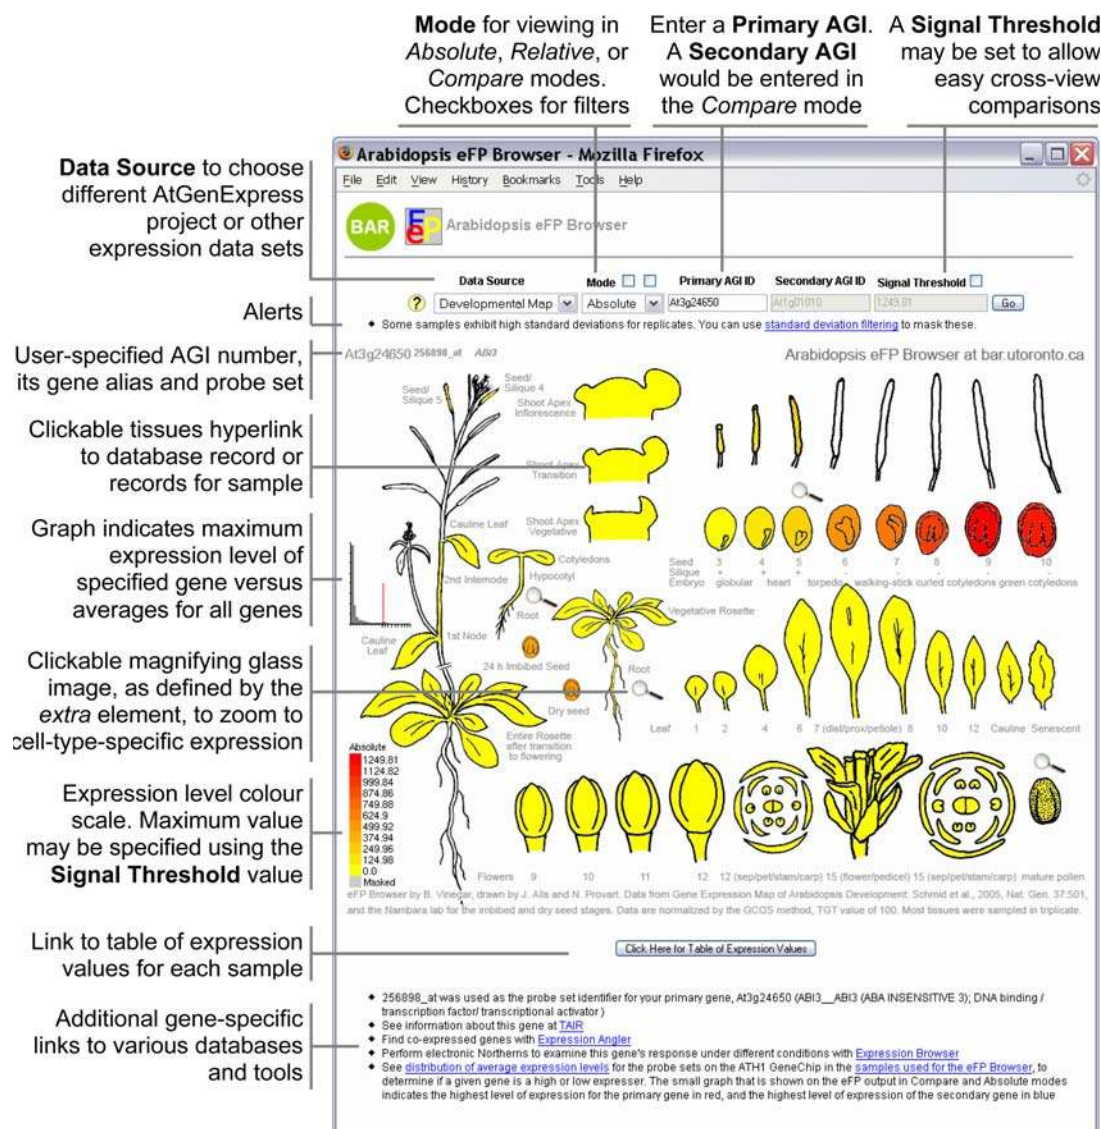 Mode for viewing in
Absolute, Relative, or
Compare modes.
Checkboxes for filters
Enter a Primary AGI.
A Secondary AGI
would be entered in
the Compare mode
A Signal Threshold
may be set to allow
easy cross-view
comparisons
Data Source to choose
different AtGenExpress
project or other
expression data sets
Alerts
User-specified AGI number,
its gene alias and probe set
Clickable tissues hyperlink
to database record or
records for sample
Graph indicates maximum
expression level of
specified gene versus
averages for all genes
Clickable magnifying glass
image, as defined by the
extra element, to zoom to
cell-type-specific expression
Expression level colour
scale. Maximum value
may be specified using the
Signal Threshold value
Link to table of expression
values for each sample
Additional gene-specific
links to various databases
and tools
Arabidopsis eFP Browser - Mozilla Firefox
File Edit View History Bookmarks Tools Help
BAR eFP Arabidopsis eFP Browser
Data Source Mode Primary AGI ID Secondary AGI ID Signal Threshold
? Developmental Map Absolute At3g24650 At1g01010 1249.81 Go
Some samples exhibit high standard deviations for replicates. You can use standard deviation filtering to mask these.
At3g24650 256898_at ABI3
Arabidopsis eFP Browser at bar.utoronto.ca
Seed/
Silique 5
Seed/
Silique 4
Shoot Apex
Inflorescence
Shoot Apex
Transition
Shoot Apex
Vegetative
Cauline Leaf
Cotyledons
2nd Internode
Hypocotyl
Root
1st Node
Cauline
Leaf
24 h Imbibed Seed
Dry seed
Vegetative Rosette
Root
Entire Rosette
after transition
to flowering
Seed 3 4 5 6 7 8 9 10
Silique + + + - - - - -
Embryo globular heart torpedo walking-stick curled cotyledons green cotyledons
Leaf 1 2 4 6 7 (dist/prox/petiole) 8 10 12 Cauline Senescent
Absolute
1249.81
1124.82
999.84
874.86
749.88
624.9
499.92
374.94
249.96
124.98
0.0
Masked
Flowers 9 10 11 12 12 (sep/pet/stam/carp) 15 (flower/pedicel) 15 (sep/pet/stam/carp) mature pollen
eFP Browser by B. Vinegar, drawn by J. Alls and N. Provart. Data from Gene Expression Map of Arabidopsis Development: Schmid et al., 2005, Nat. Gen. 37:501,
and the Nambara lab for the imbibed and dry seed stages. Data are normalized by the GCOS method, TGT value of 100. Most tissues were sampled in triplicate.
Click Here for Table of Expression Values
256898_at was used as the probe set identifier for your primary gene, At3g24650 (ABI3__ABI3 (ABA INSENSITIVE 3); DNA binding /
transcription factor/ transcriptional activator )
See information about this gene at TAIR
Find co-expressed genes with Expression Angler
Perform electronic Northerns to examine this gene's response under different conditions with Expression Browser
See distribution of average expression levels for the probe sets on the ATH1 GeneChip in the samples used for the eFP Browser, to
determine if a given gene is a high or low expresser. The small graph that is shown on the eFP output in Compare and Absolute modes
indicates the highest level of expression for the primary gene in red, and the highest level of expression of the secondary gene in blue